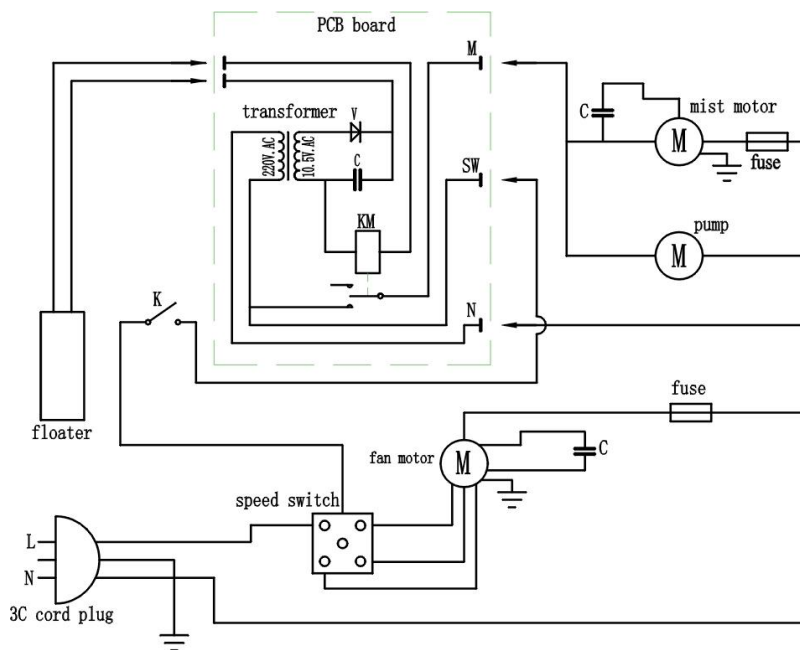 PCB board
M
C
mist motor
M
fuse
transformer
V
220V.AC
10.5V.AC
C
SW
KM
pump
M
K
N
floater
fuse
fan motor
M
C
speed switch
L
N
3C cord plug